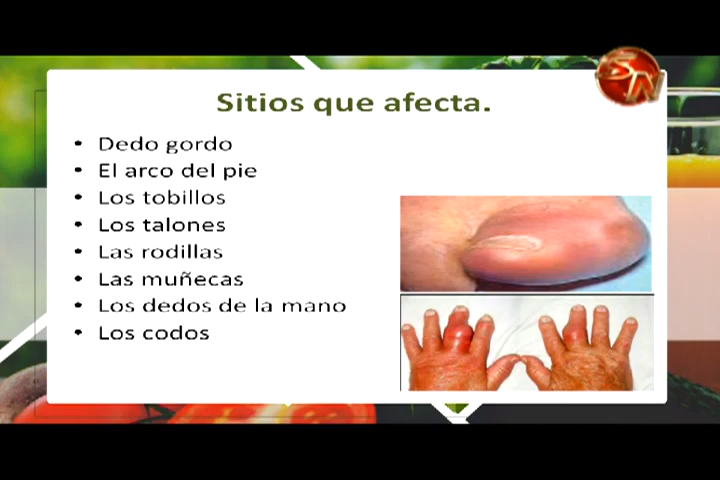 SN
Sitios que afecta.
• Dedo gordo
• El arco del pie
• Los tobillos
• Los talones
• Las rodillas
• Las muñecas
• Los dedos de la mano
• Los codos